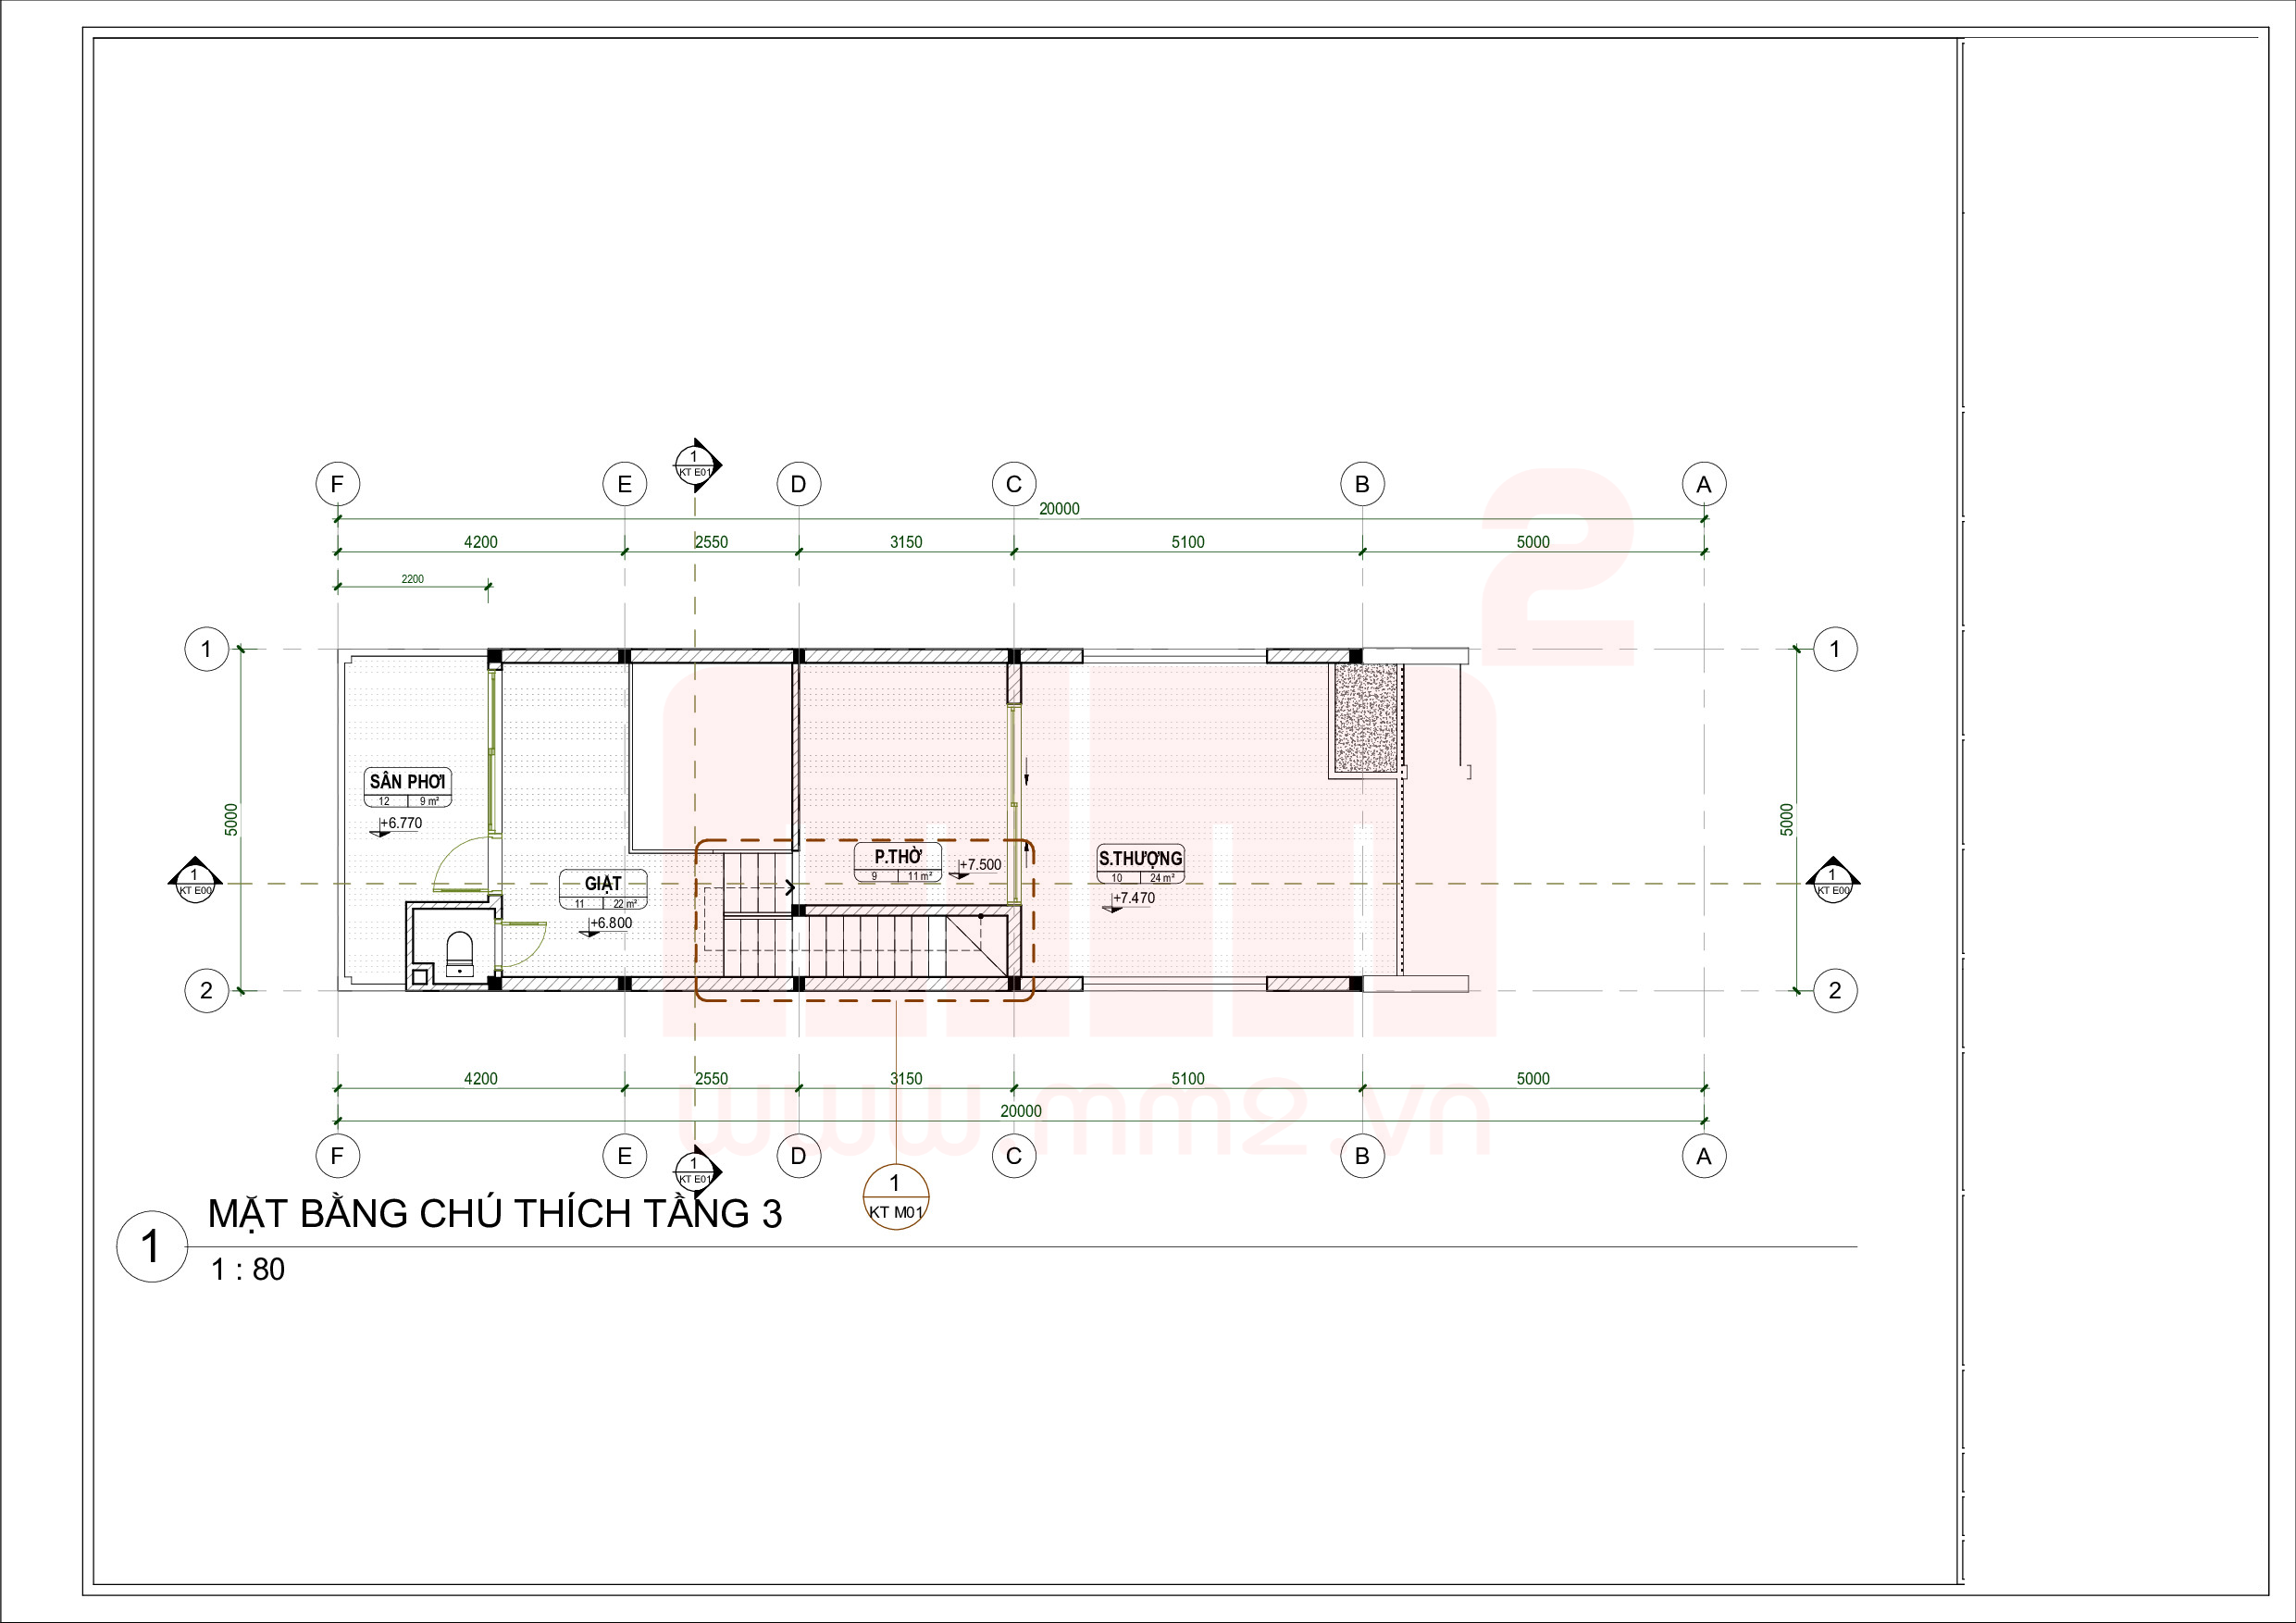 1
KT E01
F
E
D
C
B
A
20000
4200
2550
3150
5100
5000
2200
1
1
SÂN PHƠI
12
9 m²
+6.770
5000
5000
P.THỜ
9
11 m²
+7.500
S.THƯỢNG
10
24 m²
+7.470
1
KT E00
GIẶT
11
22 m²
+6.800
1
KT E00
2
2
4200
2550
3150
5100
5000
20000
www.mm2.vn
F
E
D
C
B
A
1
KT E01
1
KT M01
MẶT BẰNG CHÚ THÍCH TẦNG 3
1
1 : 80
m2